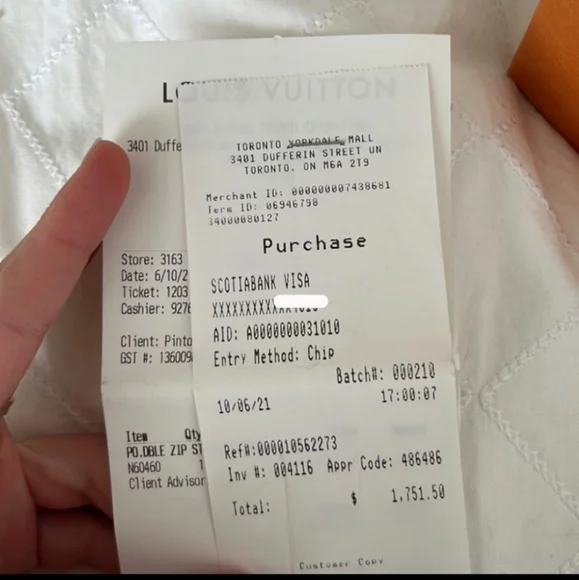 LOUIS VUITTON
3401 Duffe
Store: 3163
Date: 6/10/2
Ticket: 1203
Cashier: 927
Client: Pinto
GST #: 136009
Item Qty
PO.DBLE ZIP ST
N60460 1
Client Advisor
TORONTO YORKDALE MALL
3401 DUFFERIN STREET UN
TORONTO. ON M6A 2T9
Merchant ID: 000000007438681
Term ID: 06946798
34000080127
Purchase
SCOTIABANK VISA
AID: A0000000031010
Entry Method: Chip
Batch#: 000210
10/06/21 17:00:07
Ref#:000010562273
Inv #: 004116 Appr Code: 486486
Total: $ 1,751.50
Customer Copy